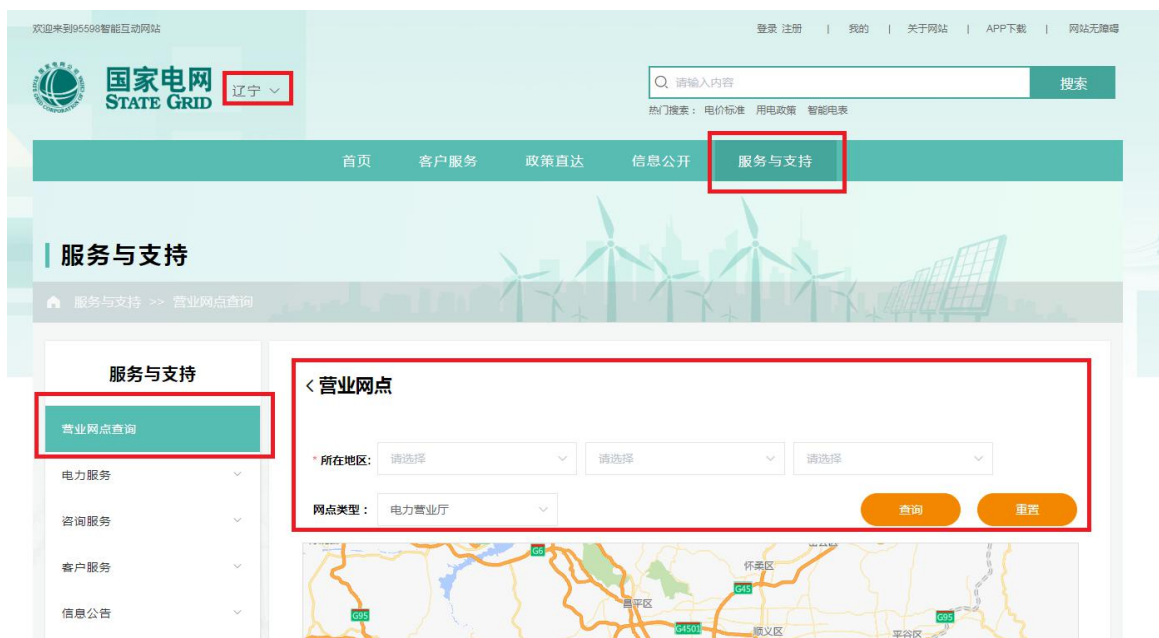 欢迎来到95598智能互动网站
登录 注册 | 我的 | 关于网站 | APP下载 | 网站无障碍
国家电网
STATE GRID
辽宁
请输入内容
搜索
热门搜索： 电价标准 用电政策 智能电表
首页 客户服务 政策直达 信息公开 服务与支持
服务与支持
服务与支持 >> 营业网点查询
服务与支持
营业网点查询
电力服务
咨询服务
客户服务
信息公告
营业网点
* 所在地区: 请选择 请选择 请选择
网点类型： 电力营业厅
查询 重置
G6
怀柔区
G45
昌平区
G95
G4501
顺义区
G95
平谷区